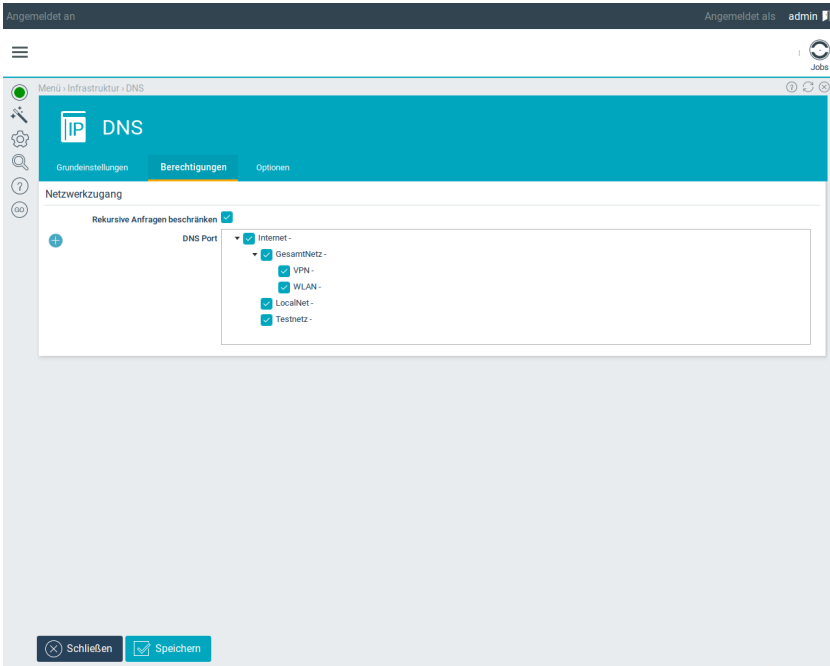 Angemeldet an Angemeldet als admin
Jobs
Menü › Infrastruktur › DNS
IP DNS
Grundeinstellungen Berechtigungen Optionen
Netzwerkzugang
Rekursive Anfragen beschränken
DNS Port
Internet -
GesamtNetz -
VPN -
WLAN -
LocalNet -
Testnetz -
GO
Schließen Speichern